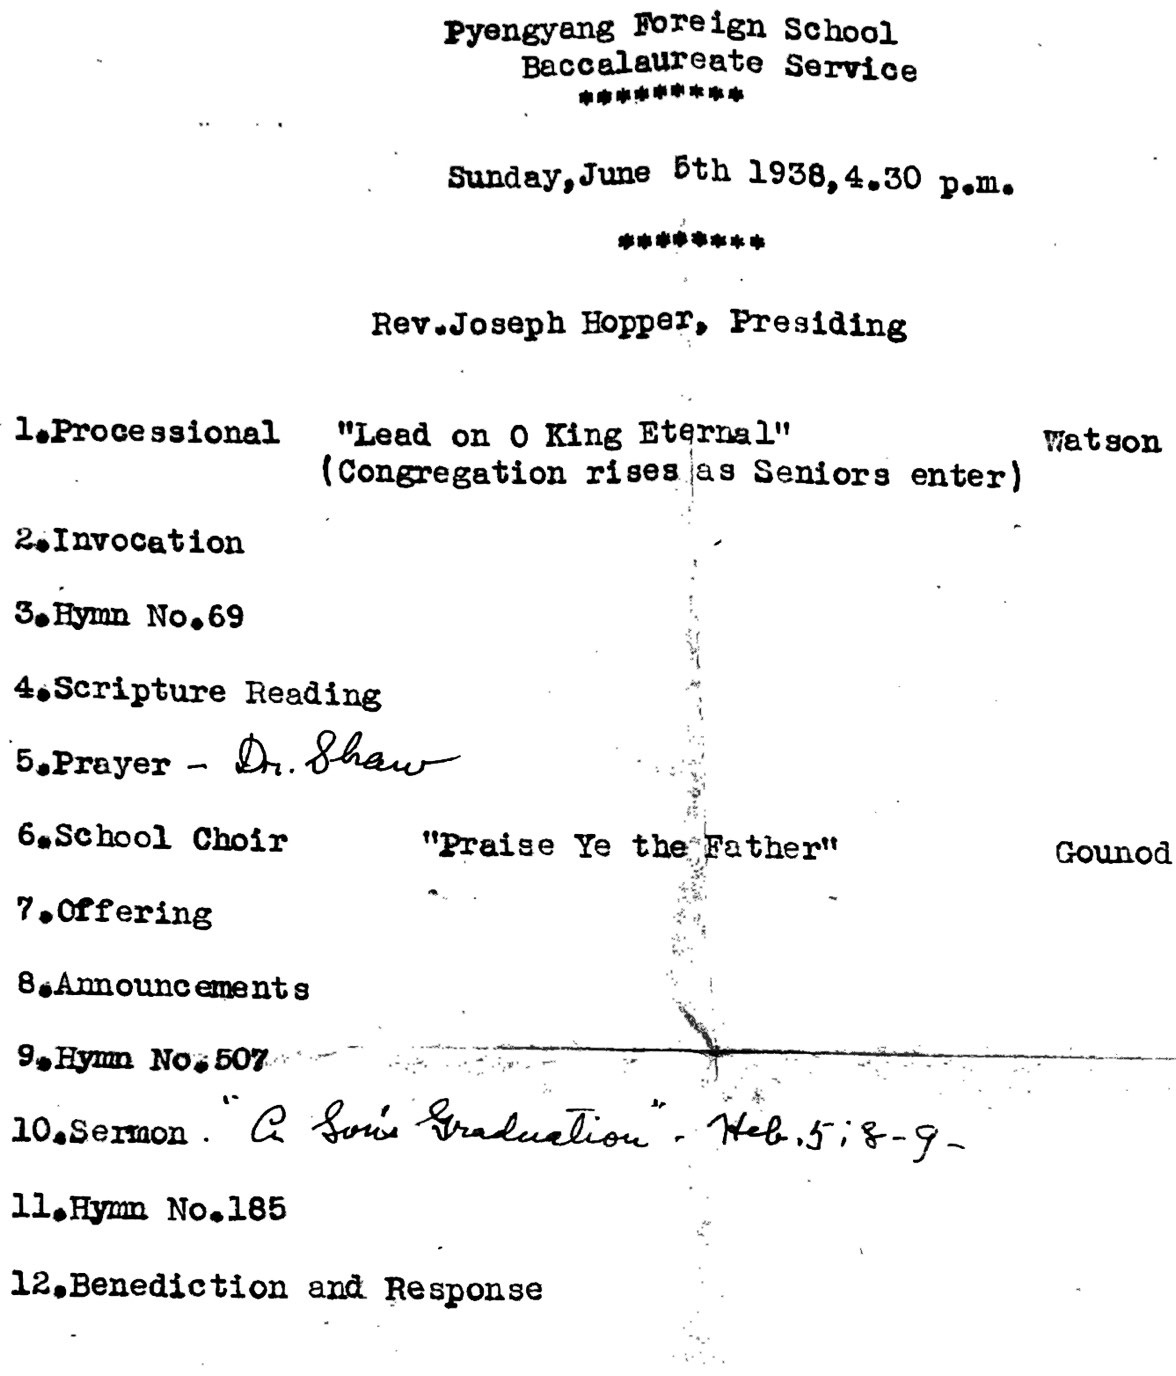 Pyengyang Foreign School
Baccalaureate Service
*********
Sunday,June 5th 1938,4.30 p.m.
********
Rev.Joseph Hopper, Presiding
1.Processional "Lead on O King Eternal" Watson
(Congregation rises as Seniors enter)
2.Invocation
3.Hymn No.69
4.Scripture Reading
5.Prayer – Dr. Shaw
6.School Choir "Praise Ye the Father" Gounod
7.Offering
8.Announcements
9.Hymn No.507
10.Sermon . "A Son's Graduation" - Heb. 5:8-9-
11.Hymn No.185
12.Benediction and Response